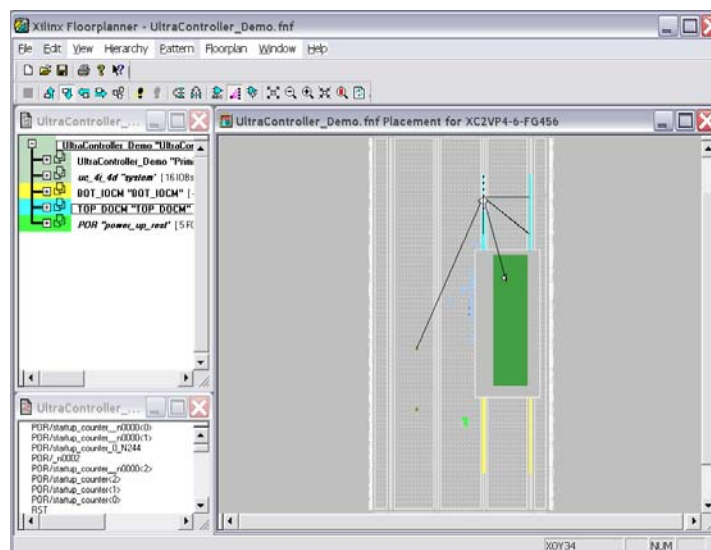 Xilinx Floorplanner - UltraController_Demo.fnf
File Edit View Hierarchy Pattern Floorplan Window Help
UltraController_...
UltraController_Demo "UltraCor
UltraController_Demo "Prim
uc_4i_4d "system" [16IOBs
BOT_IOCM "BOT_IOCM" [-
TOP_DOCM "TOP_DOCM"
POR "power_up_rest" [5 F
UltraController_...
POR/startup_counter__n0000<0>
POR/startup_counter__n0000<1>
POR/startup_counter_0_N244
POR/_n0002
POR/startup_counter__n0000<2>
POR/startup_counter<2>
POR/startup_counter<1>
POR/startup_counter<0>
RST
UltraController_Demo.fnf Placement for XC2VP4-6-FG456
X0Y34 NUM